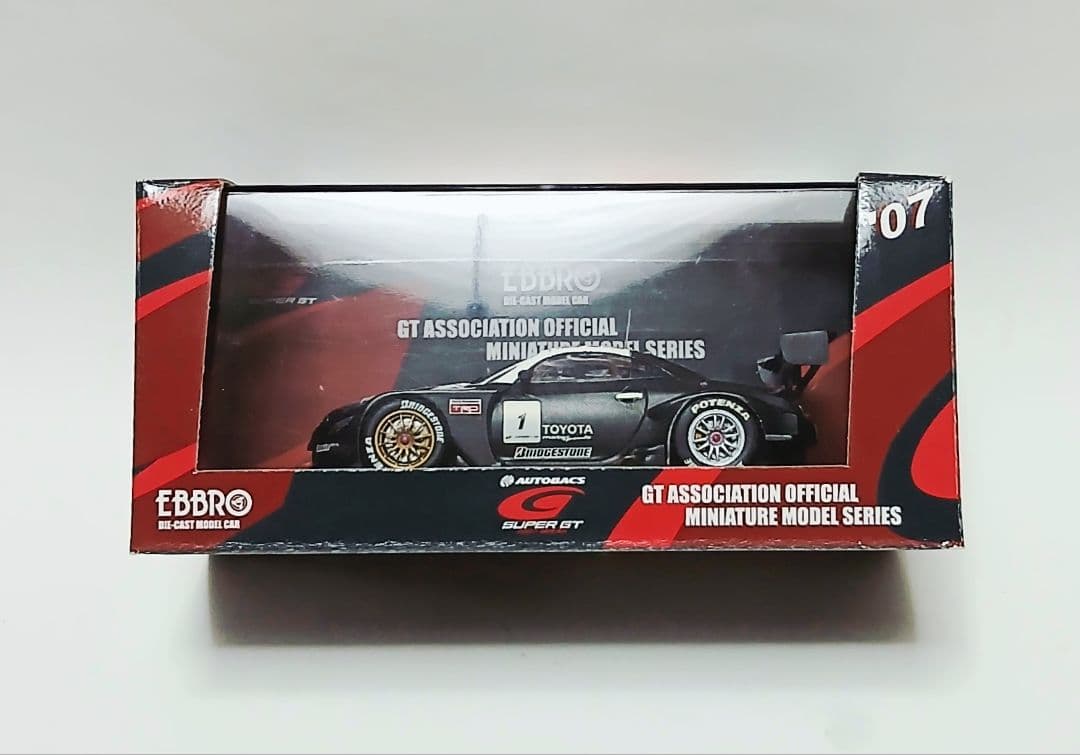 '07
EBBRO
DIE-CAST MODEL CAR
SUPER GT
GT ASSOCIATION OFFICIAL
MINIATURE MODEL SERIES
BRIDGESTONE
TRD
1
TOYOTA
BRIDGESTONE
POTENZA
AUTOBACS
SUPER GT
EBBRO
DIE-CAST MODEL CAR
GT ASSOCIATION OFFICIAL
MINIATURE MODEL SERIES